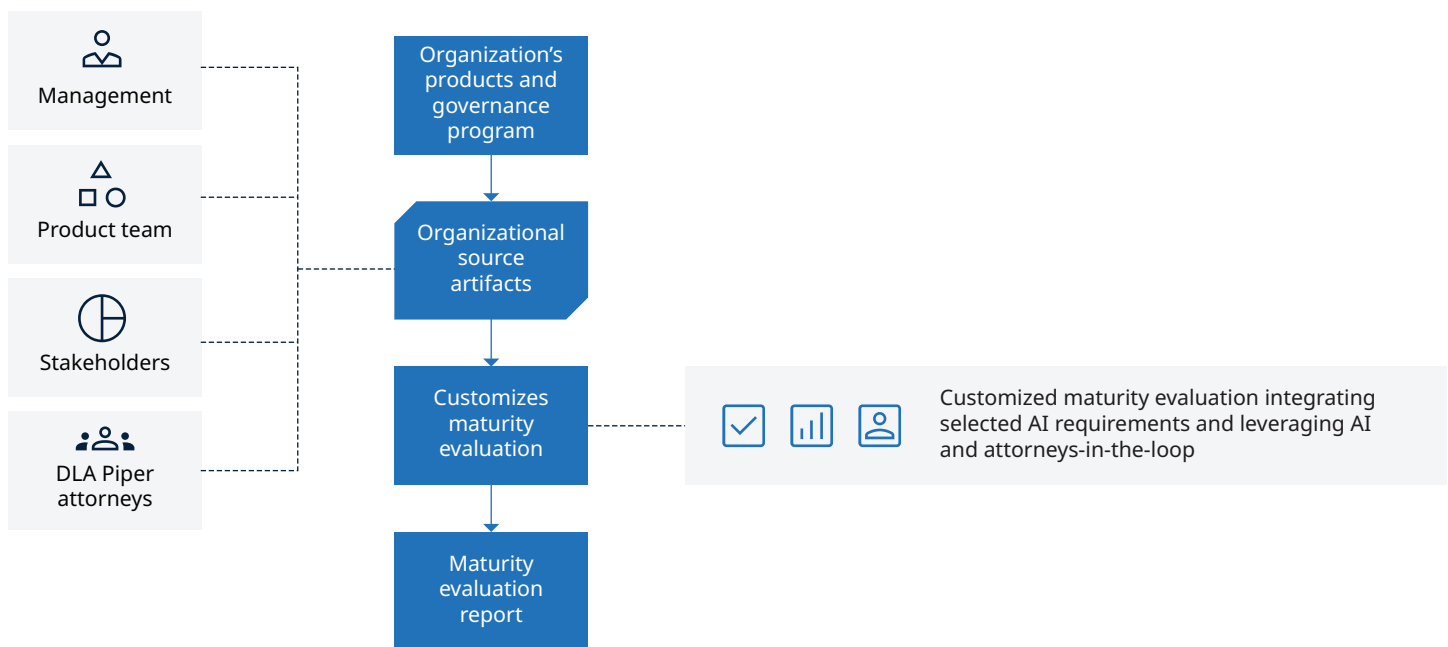 Management
Product team
Stakeholders
DLA Piper
attorneys
Organization’s
products and
governance
program
Organizational
source
artifacts
Customizes
maturity
evaluation
Maturity
evaluation
report
Customized maturity evaluation integrating
selected AI requirements and leveraging AI
and attorneys-in-the-loop